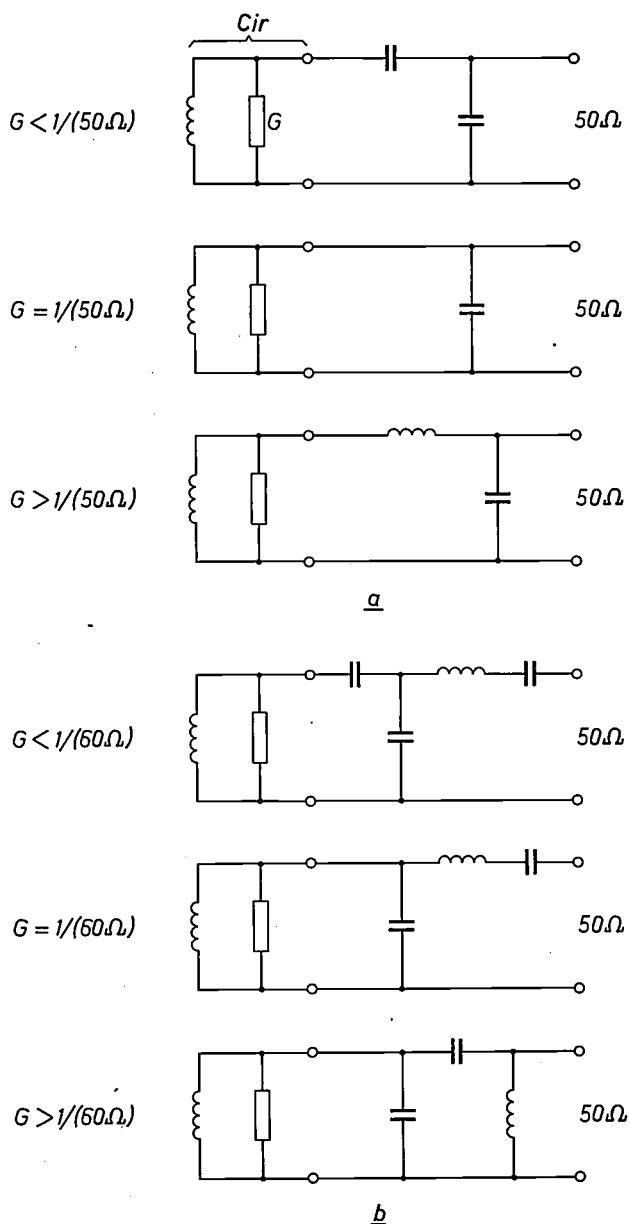 Cir
G < 1/(50Ω) G 50Ω
G = 1/(50Ω) 50Ω
G > 1/(50Ω) 50Ω
a
G < 1/(60Ω) 50Ω
G = 1/(60Ω) 50Ω
G > 1/(60Ω) 50Ω
b